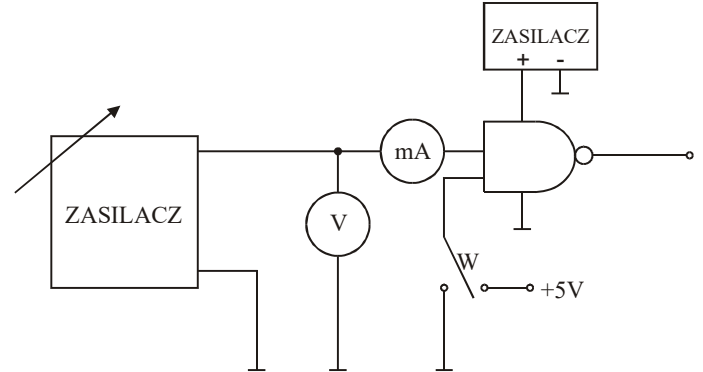 ZASILACZ
+ -
mA
ZASILACZ
V
W
+5V